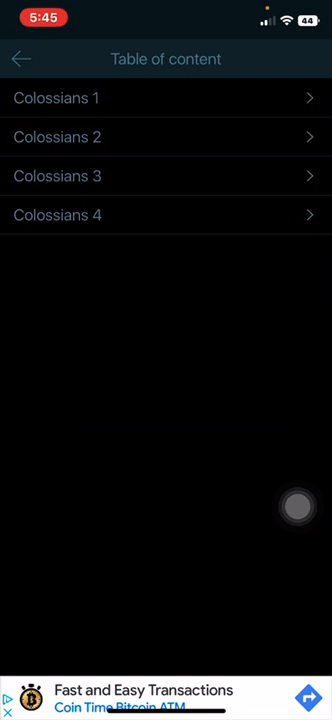 5:45
44
Table of content
Colossians 1
Colossians 2
Colossians 3
Colossians 4
Fast and Easy Transactions
Coin Time Bitcoin ATM